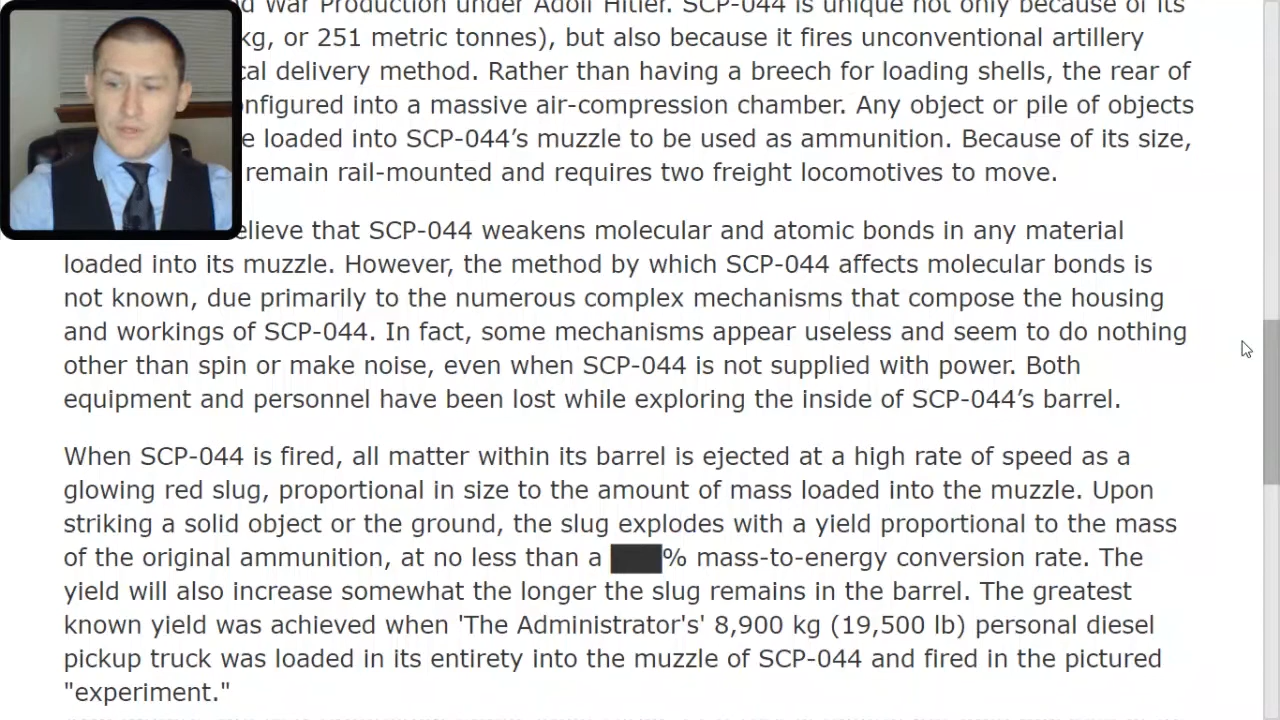 d War Production under Adolf Hitler. SCP-044 is unique not only because of its
kg, or 251 metric tonnes), but also because it fires unconventional artillery
cal delivery method. Rather than having a breech for loading shells, the rear of
onfigured into a massive air-compression chamber. Any object or pile of objects
e loaded into SCP-044’s muzzle to be used as ammunition. Because of its size,
remain rail-mounted and requires two freight locomotives to move.
elieve that SCP-044 weakens molecular and atomic bonds in any material
loaded into its muzzle. However, the method by which SCP-044 affects molecular bonds is
not known, due primarily to the numerous complex mechanisms that compose the housing
and workings of SCP-044. In fact, some mechanisms appear useless and seem to do nothing
other than spin or make noise, even when SCP-044 is not supplied with power. Both
equipment and personnel have been lost while exploring the inside of SCP-044’s barrel.
When SCP-044 is fired, all matter within its barrel is ejected at a high rate of speed as a
glowing red slug, proportional in size to the amount of mass loaded into the muzzle. Upon
striking a solid object or the ground, the slug explodes with a yield proportional to the mass
of the original ammunition, at no less than a ███% mass-to-energy conversion rate. The
yield will also increase somewhat the longer the slug remains in the barrel. The greatest
known yield was achieved when 'The Administrator's' 8,900 kg (19,500 lb) personal diesel
pickup truck was loaded in its entirety into the muzzle of SCP-044 and fired in the pictured
"experiment."